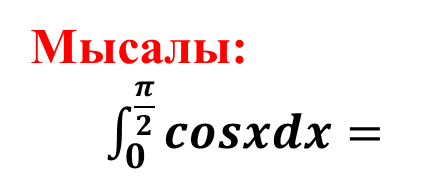 Мысалы:
∫₀^{π/2} cosxdx =